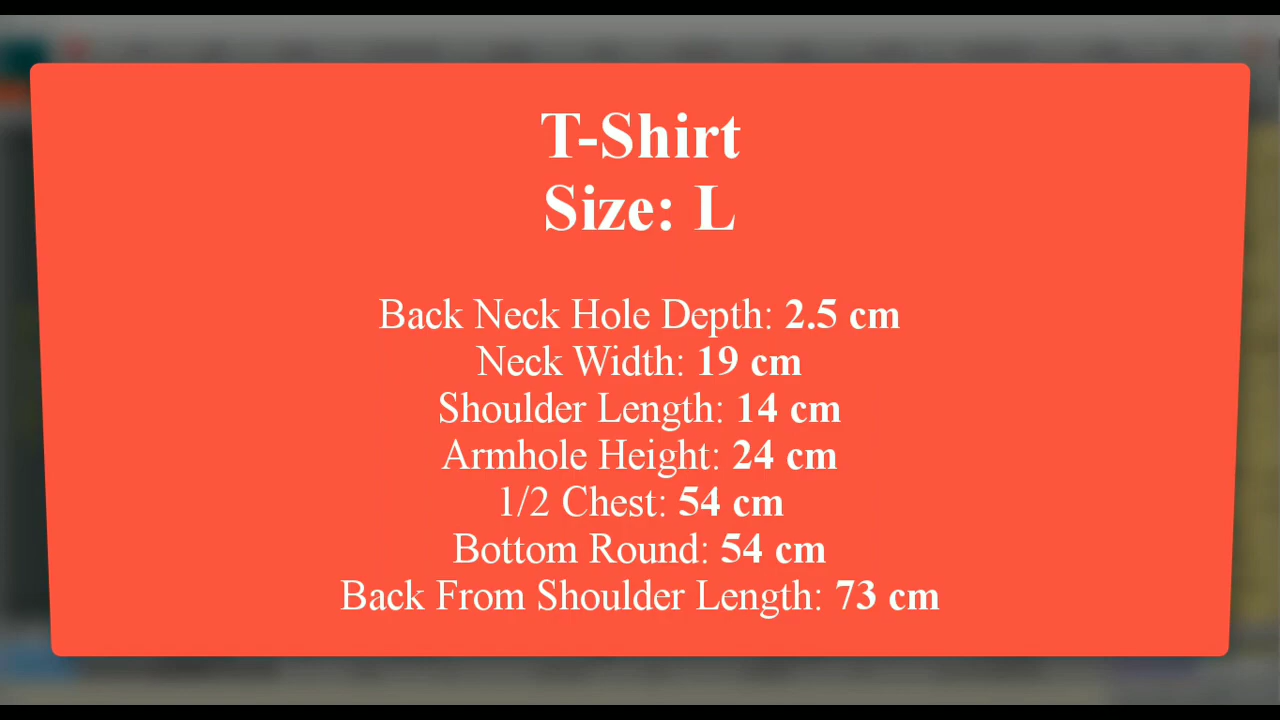 T-Shirt
Size: L
Back Neck Hole Depth: 2.5 cm
Neck Width: 19 cm
Shoulder Length: 14 cm
Armhole Height: 24 cm
1/2 Chest: 54 cm
Bottom Round: 54 cm
Back From Shoulder Length: 73 cm